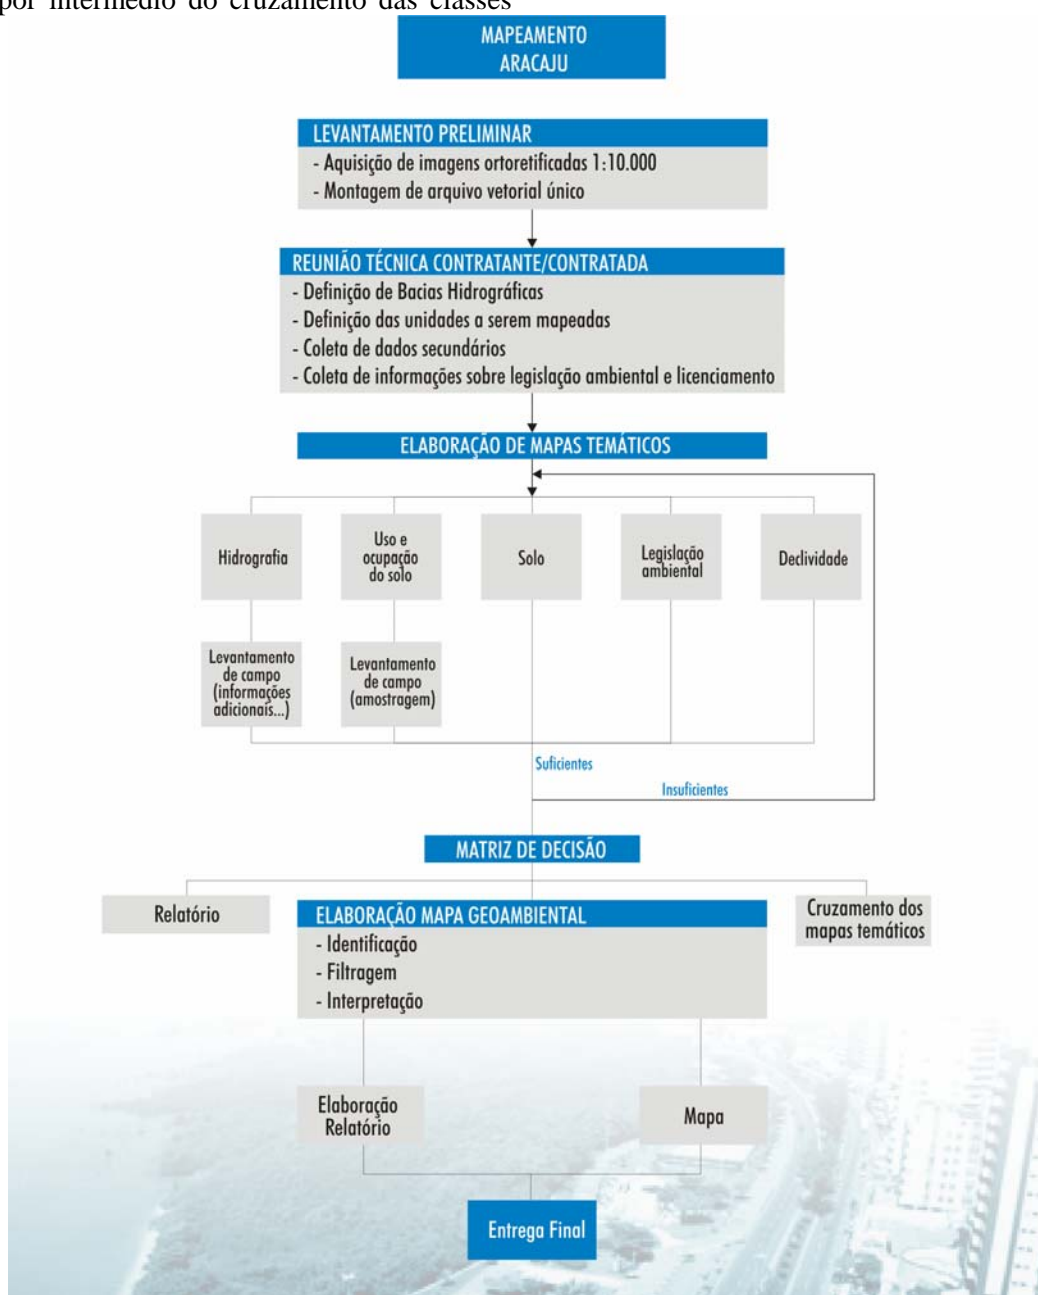 por intermédio do cruzamento das classes
MAPEAMENTO
ARACAJU
LEVANTAMENTO PRELIMINAR
- Aquisição de imagens ortoretificadas 1:10.000
- Montagem de arquivo vetorial único
REUNIÃO TÉCNICA CONTRATANTE/CONTRATADA
- Definição de Bacias Hidrográficas
- Definição das unidades a serem mapeadas
- Coleta de dados secundários
- Coleta de informações sobre legislação ambiental e licenciamento
ELABORAÇÃO DE MAPAS TEMÁTICOS
Hidrografia
Uso e
ocupação
do solo
Solo
Legislação
ambiental
Declividade
Levantamento
de campo
(informações
adicionais...)
Levantamento
de campo
(amostragem)
Suficientes
Insuficientes
MATRIZ DE DECISÃO
Relatório
ELABORAÇÃO MAPA GEOAMBIENTAL
- Identificação
- Filtragem
- Interpretação
Cruzamento dos
mapas temáticos
Elaboração
Relatório
Mapa
Entrega Final